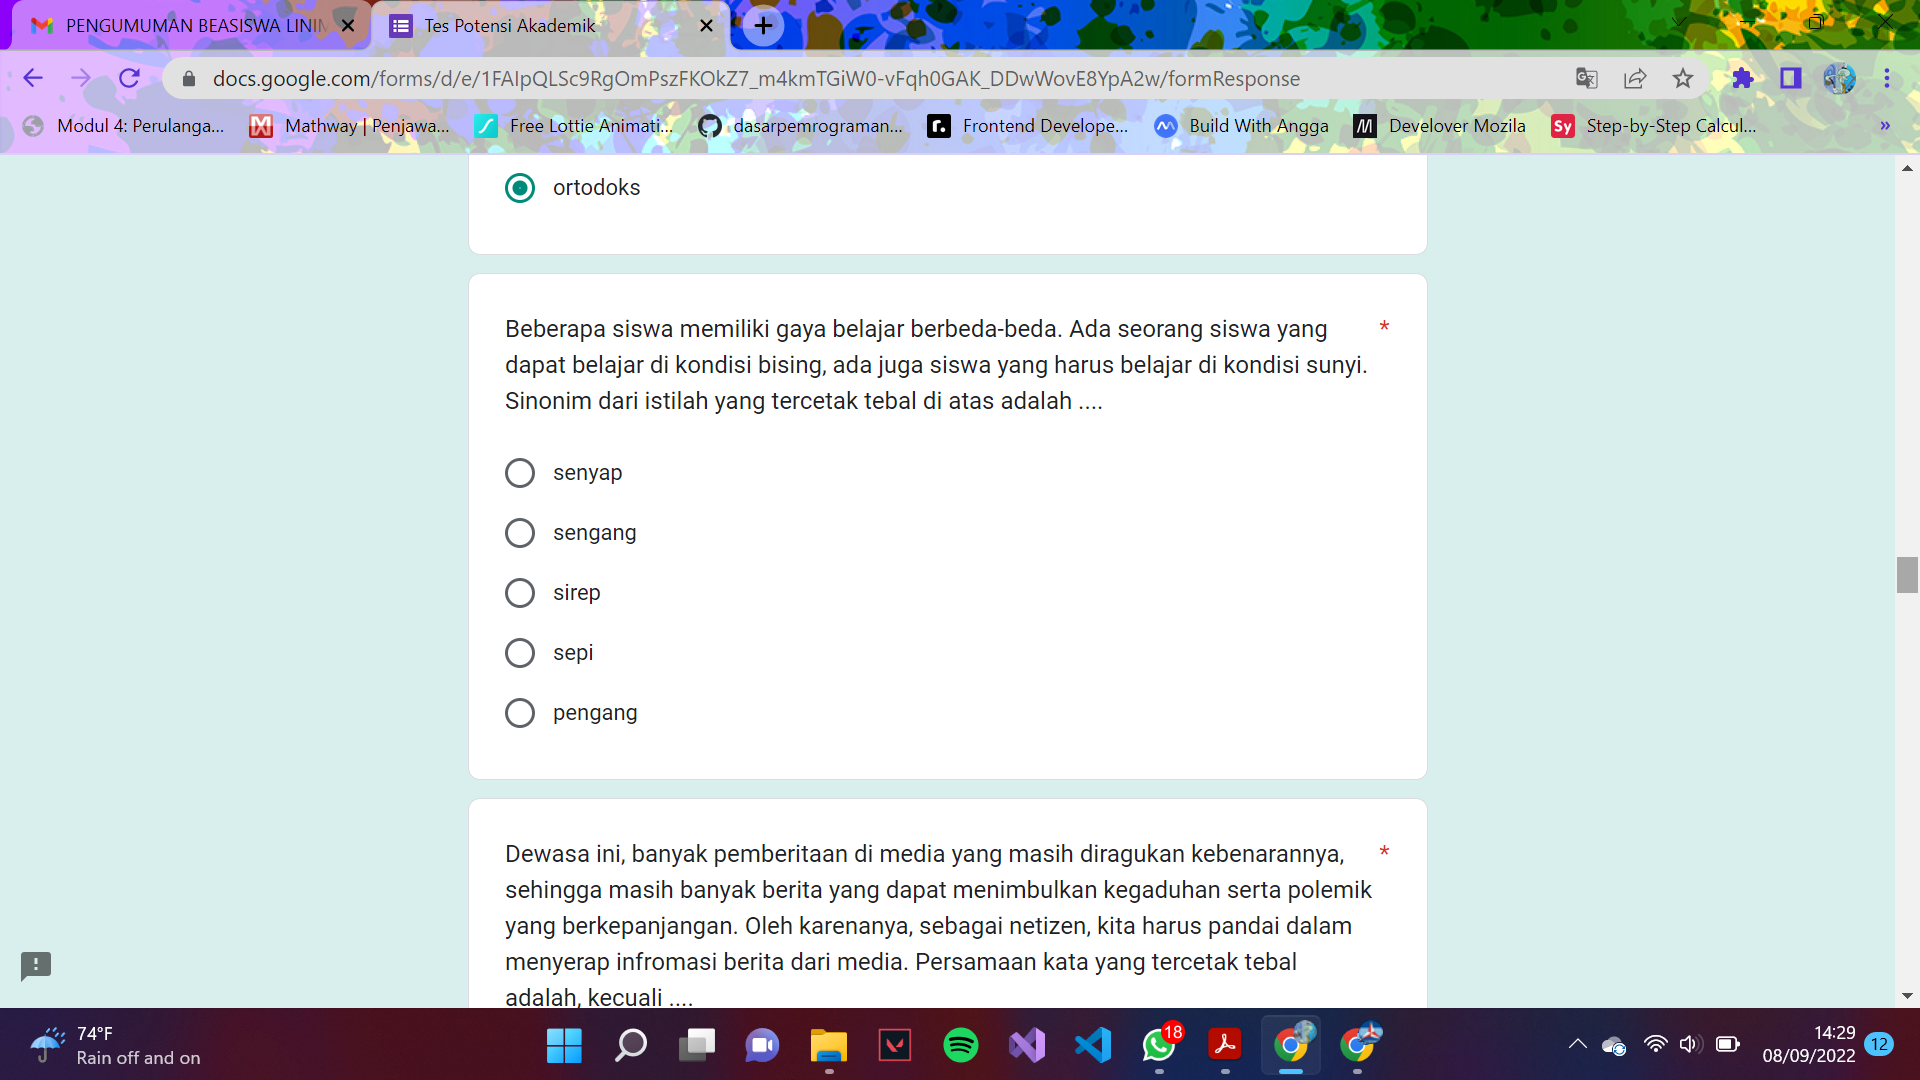 PENGUMUMAN BEASISWA LINI
Tes Potensi Akademik
docs.google.com/forms/d/e/1FAIpQLSc9RgOmPszFKOkZ7_m4kmTGiW0-vFqh0GAK_DDwWovE8YpA2w/formResponse
Modul 4: Perulanga...
Mathway | Penjawa...
Free Lottie Animati...
dasarpemrograman...
Frontend Develope...
Build With Angga
Develover Mozila
Sy
Step-by-Step Calcul...
»
ortodoks
Beberapa siswa memiliki gaya belajar berbeda-beda. Ada seorang siswa yang *
dapat belajar di kondisi bising, ada juga siswa yang harus belajar di kondisi sunyi.
Sinonim dari istilah yang tercetak tebal di atas adalah ....
senyap
sengang
sirep
sepi
pengang
Dewasa ini, banyak pemberitaan di media yang masih diragukan kebenarannya, *
sehingga masih banyak berita yang dapat menimbulkan kegaduhan serta polemik
yang berkepanjangan. Oleh karenanya, sebagai netizen, kita harus pandai dalam
menyerap infromasi berita dari media. Persamaan kata yang tercetak tebal
adalah, kecuali ....
74°F
Rain off and on
18
14:29
08/09/2022
12